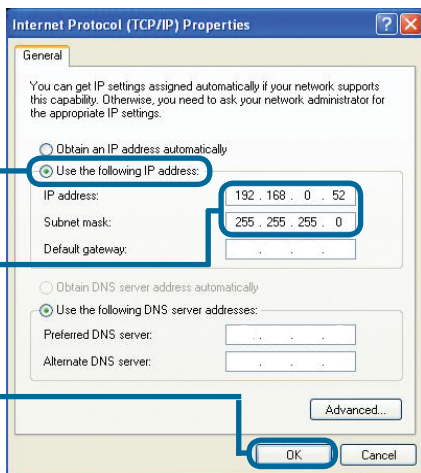 Internet Protocol (TCP/IP) Properties
General
You can get IP settings assigned automatically if your network supports
this capability. Otherwise, you need to ask your network administrator for
the appropriate IP settings.
Obtain an IP address automatically
Use the following IP address:
IP address: 192 . 168 . 0 . 52
Subnet mask: 255 . 255 . 255 . 0
Default gateway: . . .
Obtain DNS server address automatically
Use the following DNS server addresses:
Preferred DNS server: . . .
Alternate DNS server: . . .
Advanced...
OK Cancel